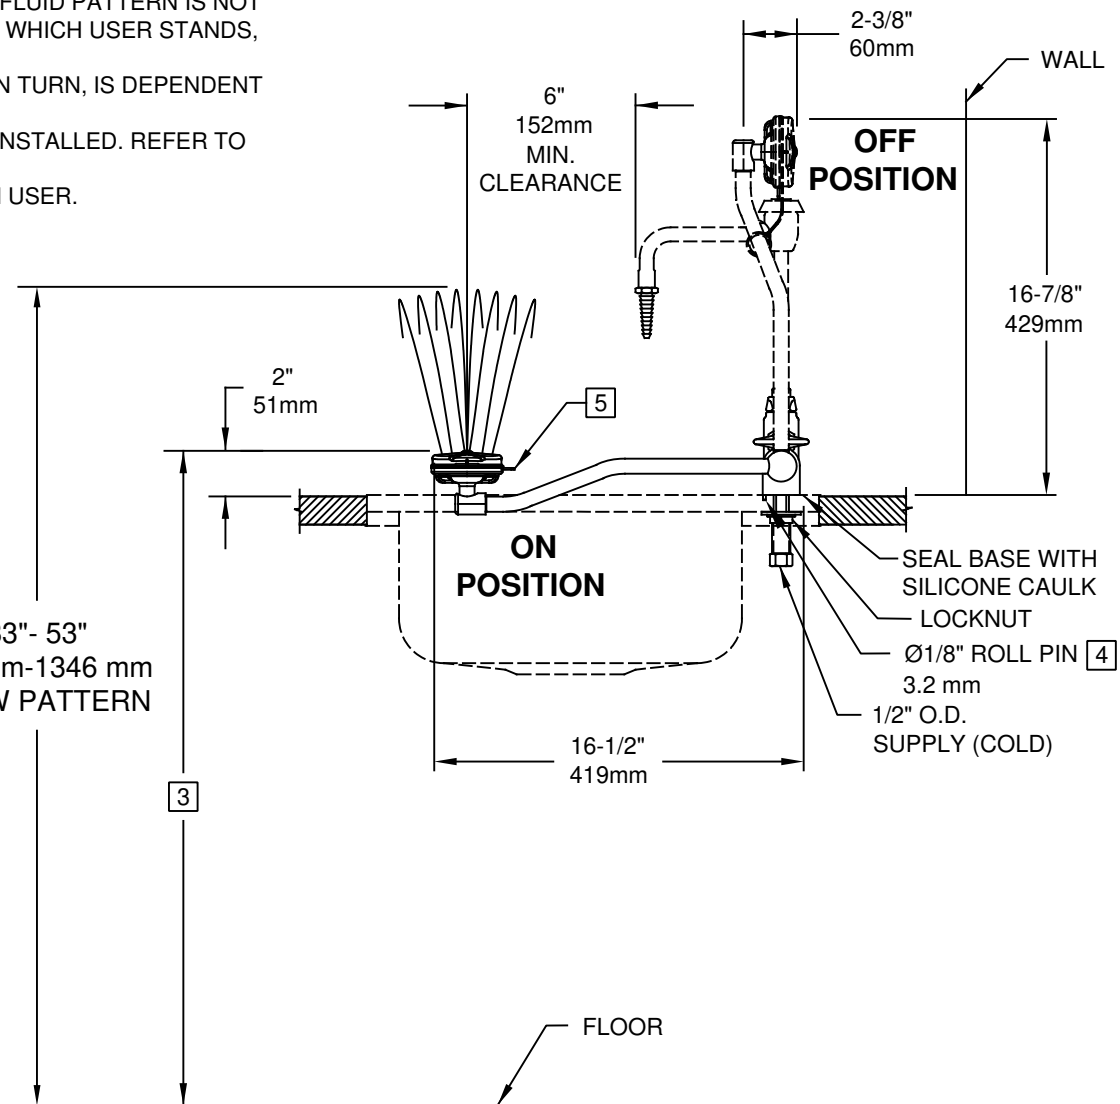 FLUID PATTERN IS NOT
WHICH USER STANDS,
N TURN, IS DEPENDENT
NSTALLED. REFER TO
USER.
2-3/8"
60mm
WALL
6"
152mm
MIN.
CLEARANCE
OFF
POSITION
16-7/8"
429mm
2"
51mm
5
ON
POSITION
SEAL BASE WITH
SILICONE CAULK
LOCKNUT
Ø1/8" ROLL PIN 4
3.2 mm
1/2" O.D.
SUPPLY (COLD)
3"- 53"
m-1346 mm
PATTERN
16-1/2"
419mm
3
FLOOR